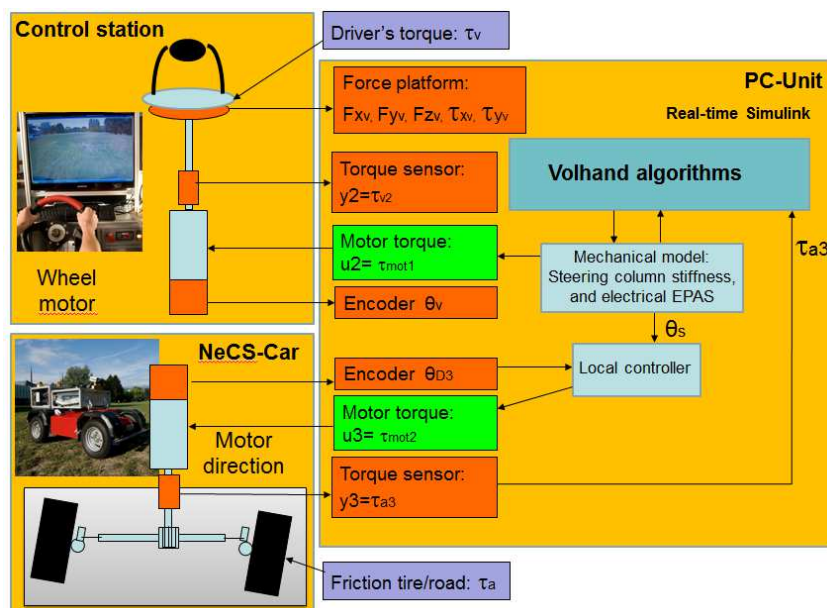 Control station
Driver's torque: τv
Wheel
motor
PC-Unit
Real-time Simulink
Force platform:
Fxv, Fyv, Fzv, τxv, τyv
Torque sensor:
y2=τv2
Motor torque:
u2= τmot1
Encoder θv
Volhand algorithms
Mechanical model:
Steering column stiffness,
and electrical EPAS
τa3
θs
Local controller
NeCS-Car
Motor
direction
Encoder θD3
Motor torque:
u3= τmot2
Torque sensor:
y3=τa3
Friction tire/road: τa